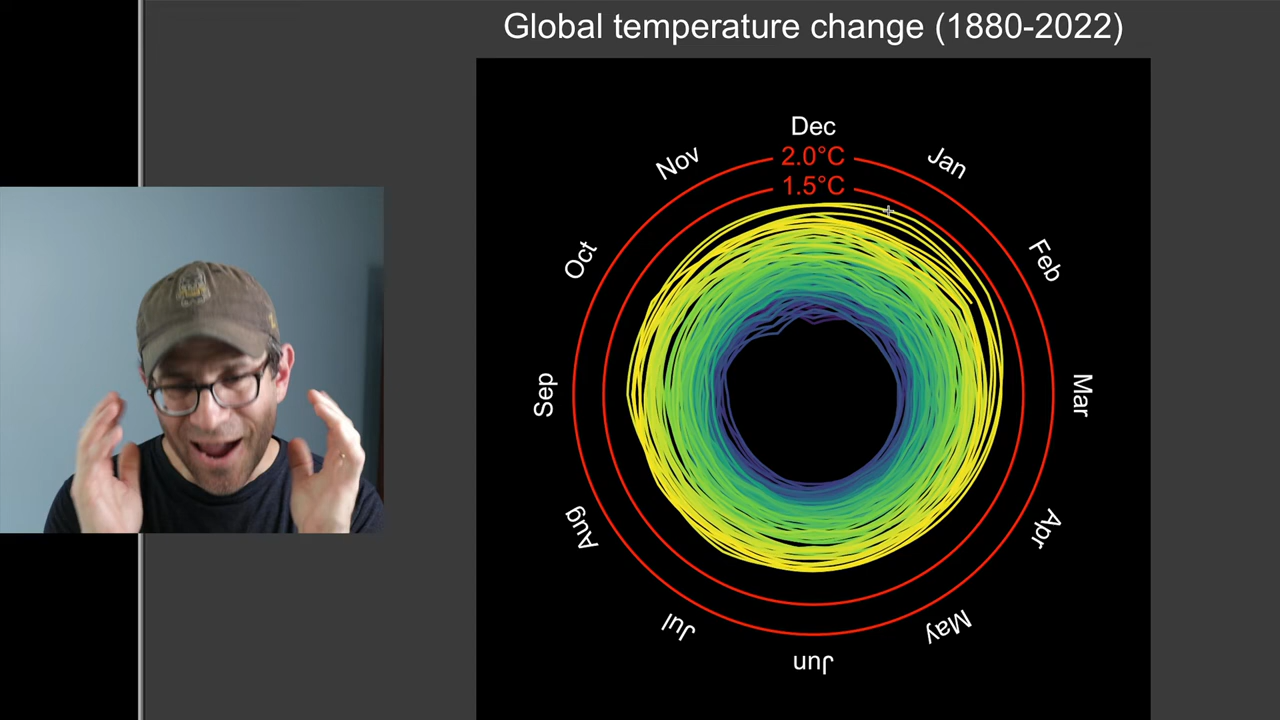 Global temperature change (1880-2022)
Dec
2.0°C
1.5°C
Jan
Feb
Mar
Apr
May
Jun
Jul
Aug
Sep
Oct
Nov